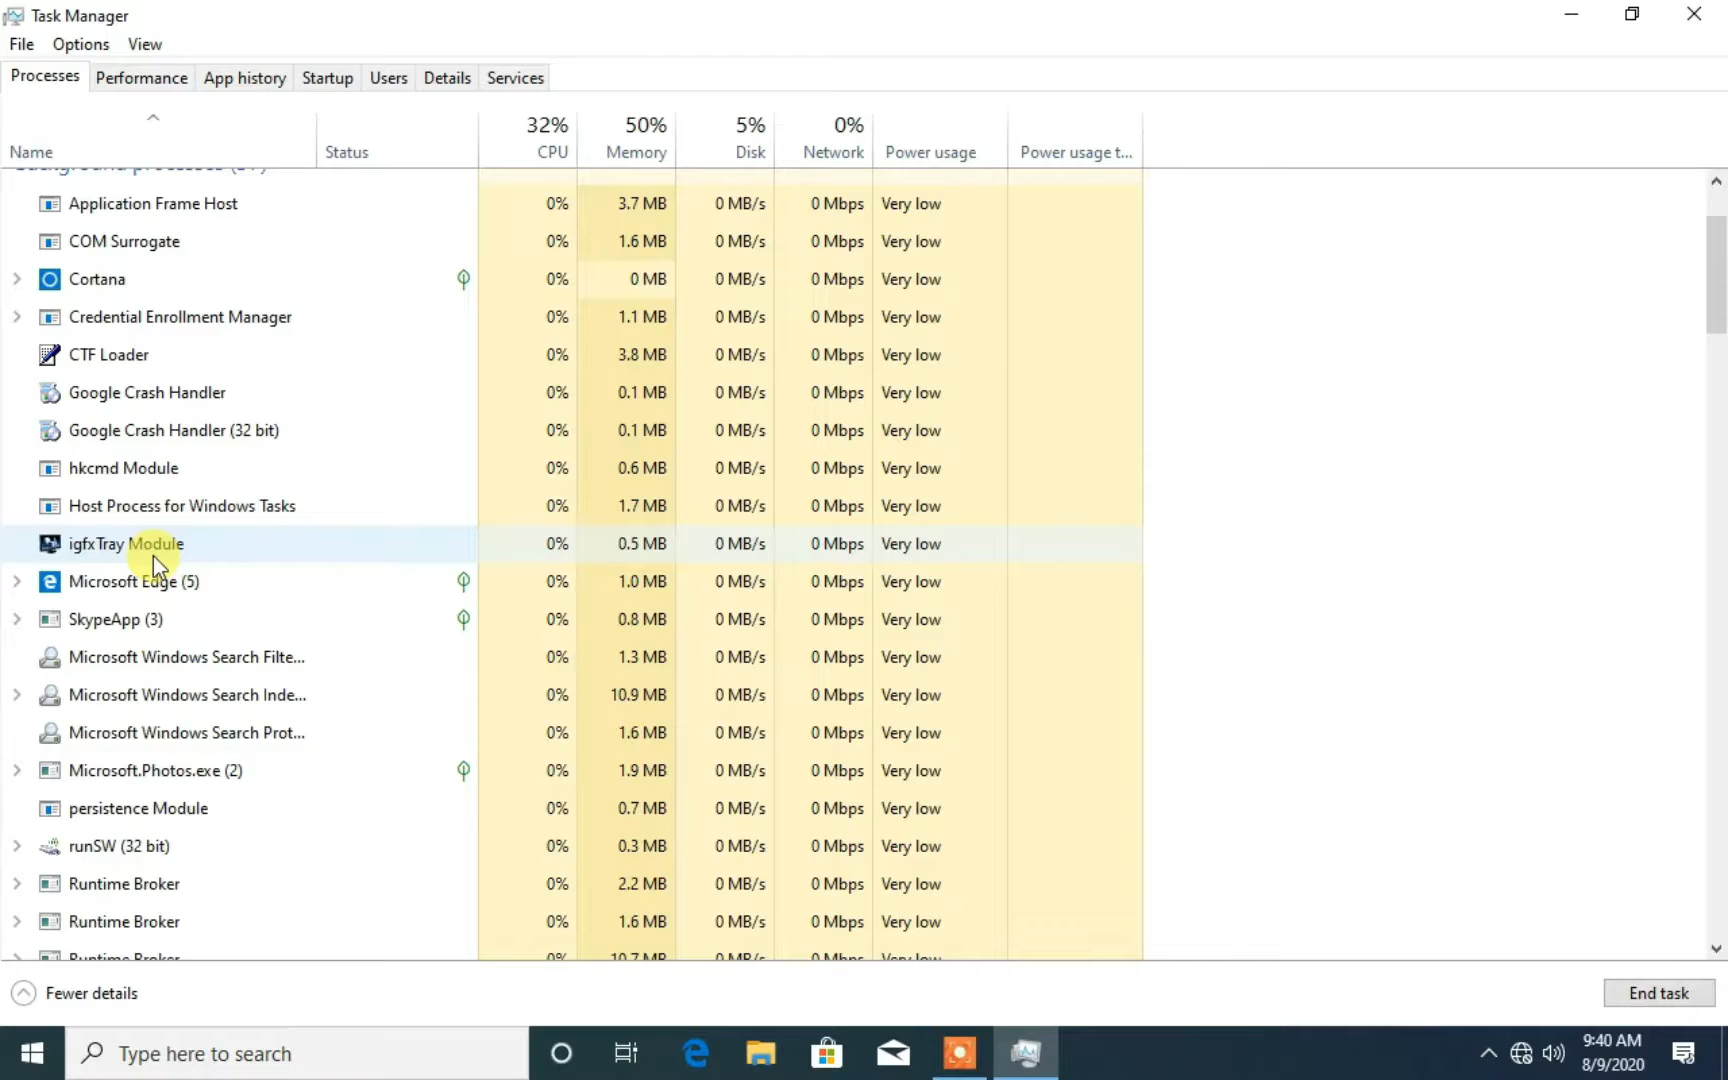 Task Manager
File Options View
Processes Performance App history Startup Users Details Services
32% 50% 5% 0%
Name Status CPU Memory Disk Network Power usage Power usage t...
Background processes
Application Frame Host 0% 3.7 MB 0 MB/s 0 Mbps Very low
COM Surrogate 0% 1.6 MB 0 MB/s 0 Mbps Very low
Cortana 0% 0 MB 0 MB/s 0 Mbps Very low
Credential Enrollment Manager 0% 1.1 MB 0 MB/s 0 Mbps Very low
CTF Loader 0% 3.8 MB 0 MB/s 0 Mbps Very low
Google Crash Handler 0% 0.1 MB 0 MB/s 0 Mbps Very low
Google Crash Handler (32 bit) 0% 0.1 MB 0 MB/s 0 Mbps Very low
hkcmd Module 0% 0.6 MB 0 MB/s 0 Mbps Very low
Host Process for Windows Tasks 0% 1.7 MB 0 MB/s 0 Mbps Very low
igfxTray Module 0% 0.5 MB 0 MB/s 0 Mbps Very low
Microsoft Edge (5) 0% 1.0 MB 0 MB/s 0 Mbps Very low
SkypeApp (3) 0% 0.8 MB 0 MB/s 0 Mbps Very low
Microsoft Windows Search Filte... 0% 1.3 MB 0 MB/s 0 Mbps Very low
Microsoft Windows Search Inde... 0% 10.9 MB 0 MB/s 0 Mbps Very low
Microsoft Windows Search Prot... 0% 1.6 MB 0 MB/s 0 Mbps Very low
Microsoft.Photos.exe (2) 0% 1.9 MB 0 MB/s 0 Mbps Very low
persistence Module 0% 0.7 MB 0 MB/s 0 Mbps Very low
runSW (32 bit) 0% 0.3 MB 0 MB/s 0 Mbps Very low
Runtime Broker 0% 2.2 MB 0 MB/s 0 Mbps Very low
Runtime Broker 0% 1.6 MB 0 MB/s 0 Mbps Very low
Runtime Broker 0% 10.7 MB 0 MB/s 0 Mbps Very low
Fewer details End task
Type here to search
9:40 AM
8/9/2020